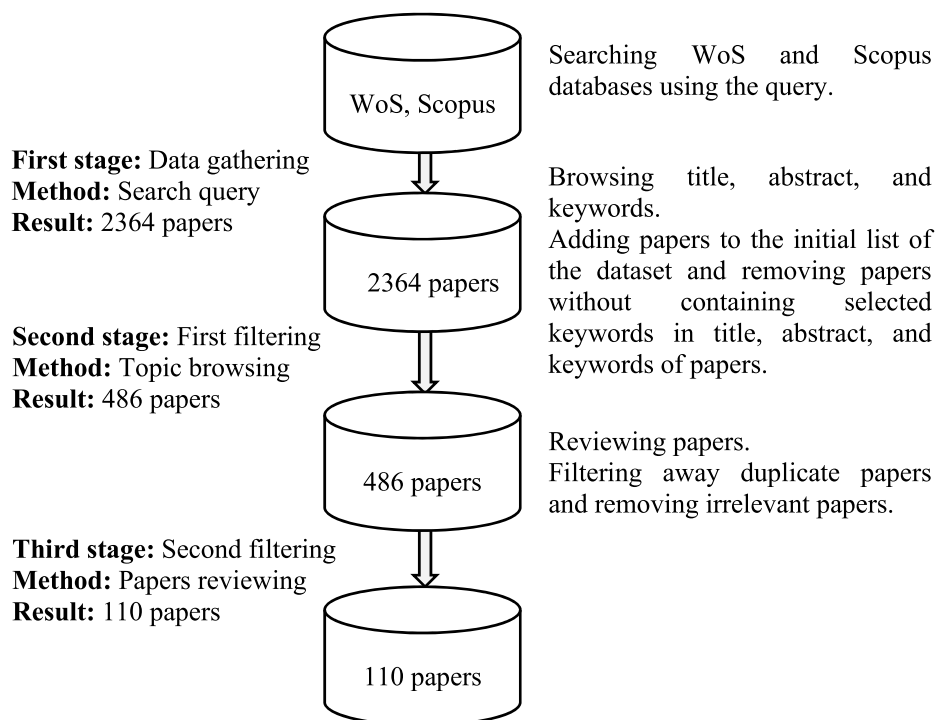 WoS, Scopus
Searching WoS and Scopus
databases using the query.
First stage: Data gathering
Method: Search query
Result: 2364 papers
2364 papers
Browsing title, abstract, and
keywords.
Adding papers to the initial list of
the dataset and removing papers
without containing selected
keywords in title, abstract, and
keywords of papers.
Second stage: First filtering
Method: Topic browsing
Result: 486 papers
486 papers
Reviewing papers.
Filtering away duplicate papers
and removing irrelevant papers.
Third stage: Second filtering
Method: Papers reviewing
Result: 110 papers
110 papers